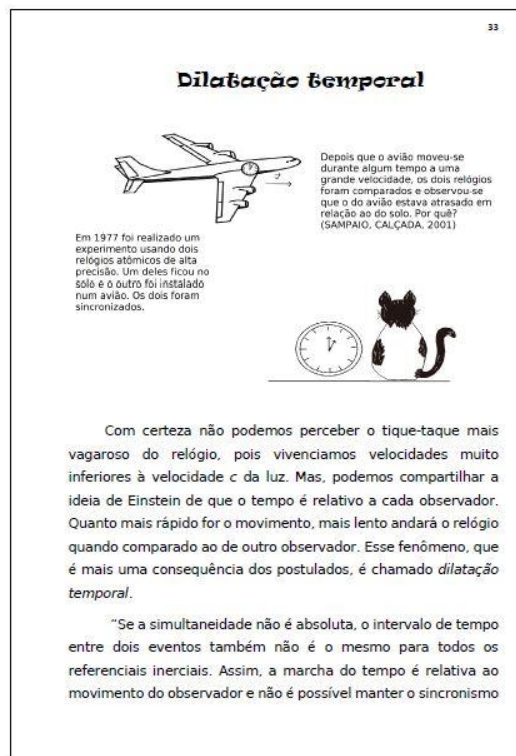 33
Dilatação temporal
Depois que o avião moveu-se
durante algum tempo a uma
grande velocidade, os dois relógios
foram comparados e observou-se
que o do avião estava atrasado em
relação ao do solo. Por quê?
(SAMPAIO, CALÇADA, 2001)
Em 1977 foi realizado um
experimento usando dois
relógios atômicos de alta
precisão. Um deles ficou no
solo e o outro foi instalado
num avião. Os dois foram
sincronizados.
Com certeza não podemos perceber o tique-taque mais
vagaroso do relógio, pois vivenciamos velocidades muito
inferiores à velocidade c da luz. Mas, podemos compartilhar a
ideia de Einstein de que o tempo é relativo a cada observador.
Quanto mais rápido for o movimento, mais lento andará o relógio
quando comparado ao de outro observador. Esse fenômeno, que
é mais uma consequência dos postulados, é chamado dilatação
temporal.
"Se a simultaneidade não é absoluta, o intervalo de tempo
entre dois eventos também não é o mesmo para todos os
referenciais inerciais. Assim, a marcha do tempo é relativa ao
movimento do observador e não é possível manter o sincronismo